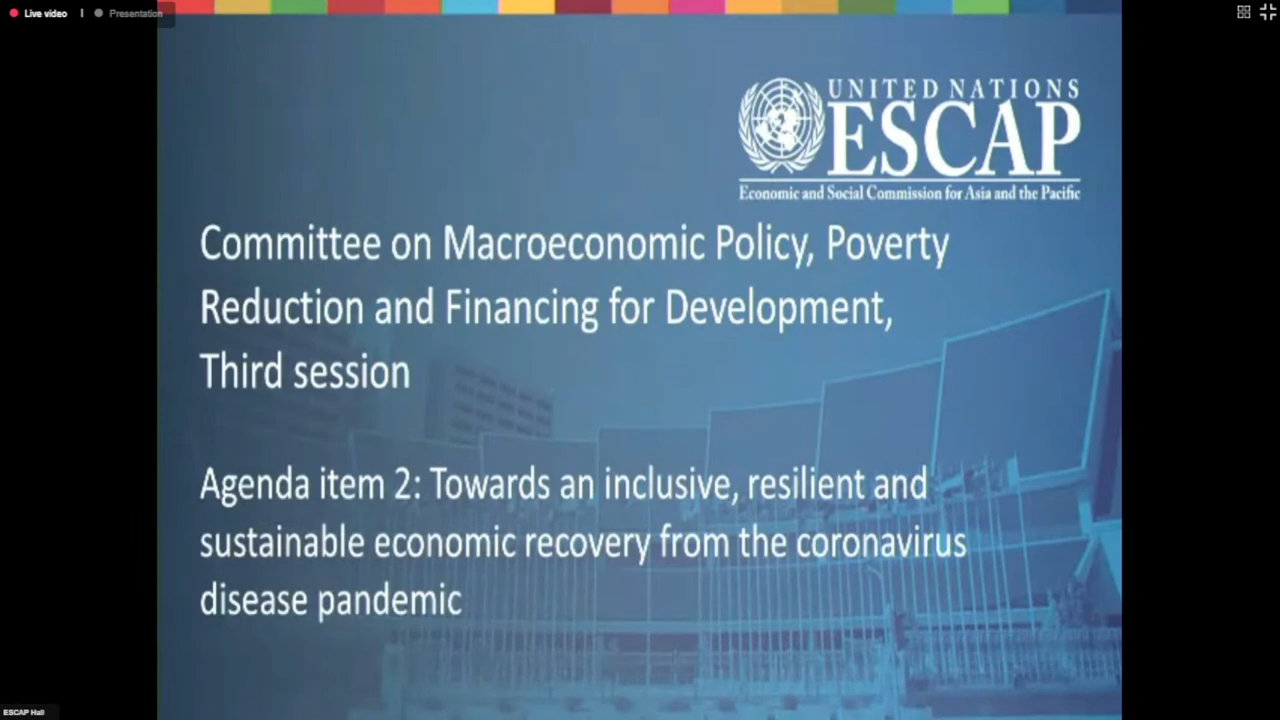 Live video
Presentation
UNITED NATIONS
ESCAP
Economic and Social Commission for Asia and the Pacific
Committee on Macroeconomic Policy, Poverty
Reduction and Financing for Development,
Third session
Agenda item 2: Towards an inclusive, resilient and
sustainable economic recovery from the coronavirus
disease pandemic
ESCAP Hall